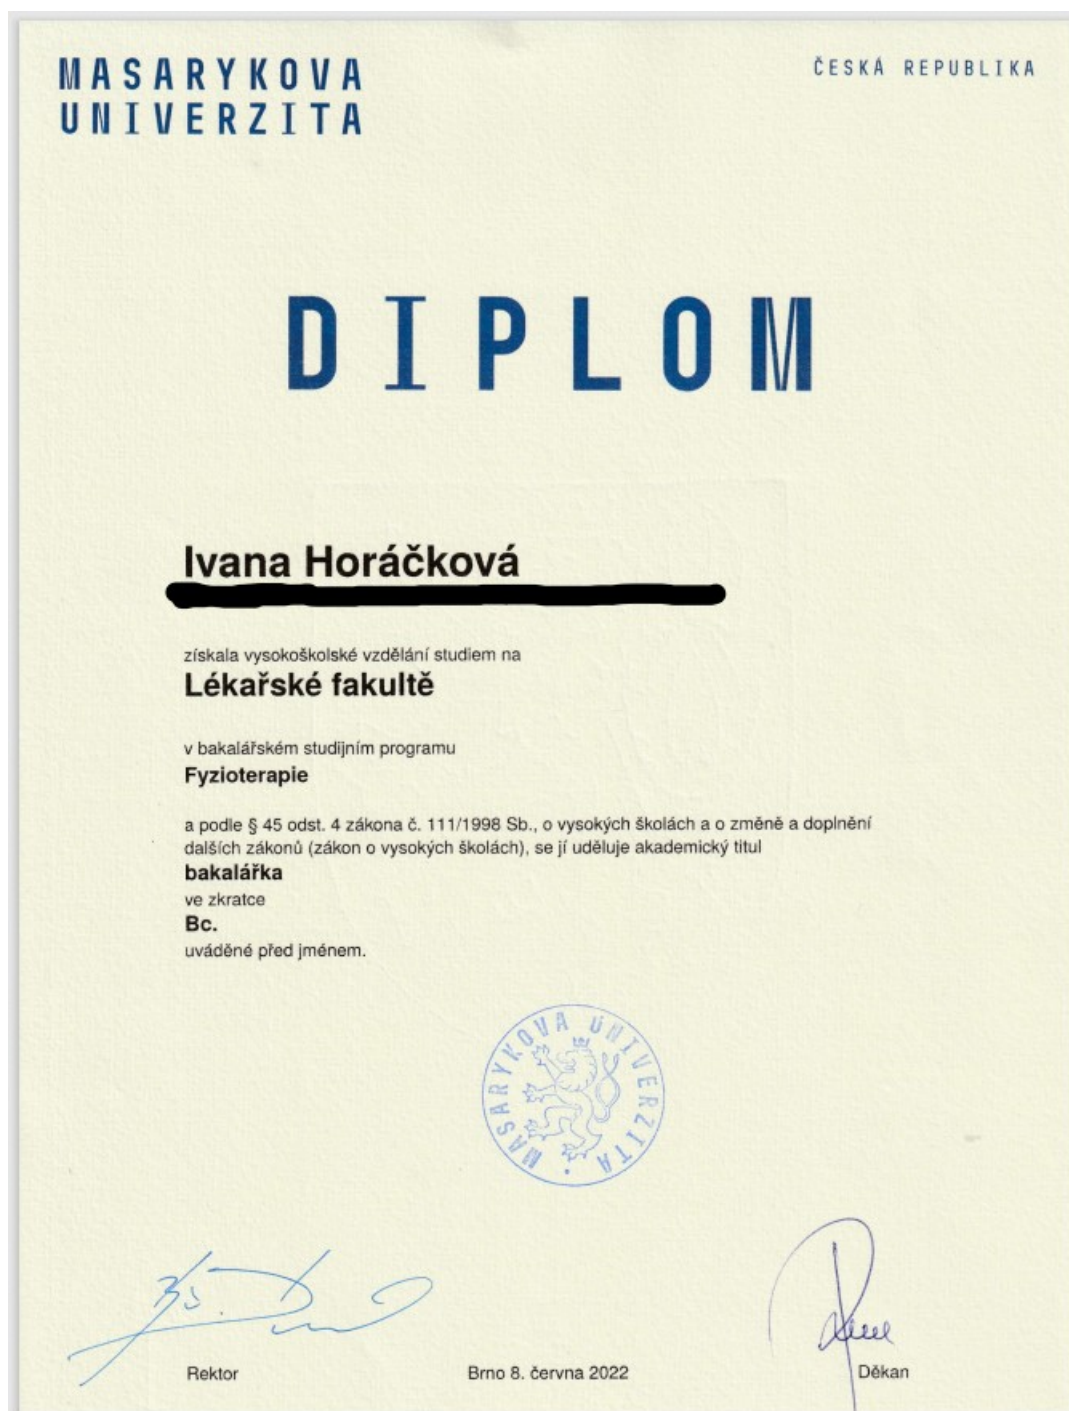 MASARYKOVA
UNIVERZITA
ČESKÁ REPUBLIKA
DIPLOM
Ivana Horáčková
získala vysokoškolské vzdělání studiem na
Lékařské fakultě
v bakalářském studijním programu
Fyzioterapie
a podle § 45 odst. 4 zákona č. 111/1998 Sb., o vysokých školách a o změně a doplnění
dalších zákonů (zákon o vysokých školách), se jí uděluje akademický titul
bakalářka
ve zkratce
Bc.
uváděné před jménem.
MASARYKOVA UNIVERZITA
Rektor
Brno 8. června 2022
Děkan